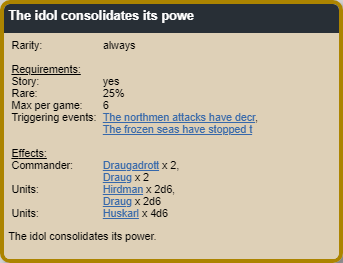 The idol consolidates its powe
Rarity: always
Requirements:
Story: yes
Rare: 25%
Max per game: 6
Triggering events: The northmen attacks have decr,
The frozen seas have stopped t
Effects:
Commander: Draugadrott x 2,
Draug x 2
Units: Hirdman x 2d6,
Draug x 2d6
Units: Huskarl x 4d6
The idol consolidates its power.